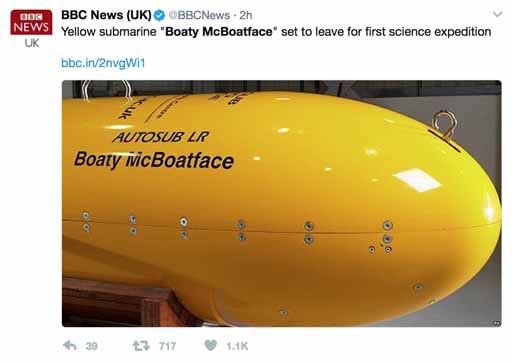 BBC
NEWS
UK
BBC News (UK) @BBCNews · 2h
Yellow submarine "Boaty McBoatface" set to leave for first science expedition
bbc.in/2nvgWi1
AUTOSUB LR
Boaty McBoatface
39 717 1.1K